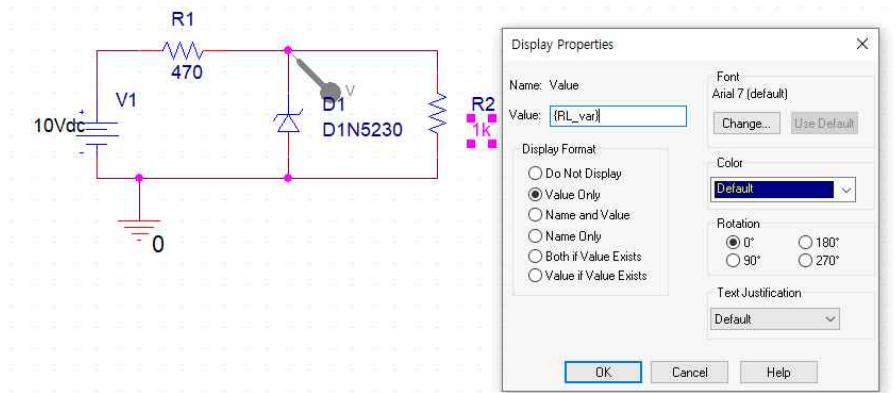 R1
470
V1
10Vdc
V
D1
D1N5230
R2
1k
0
Display Properties
Name: Value
Value: {RL_var}
Display Format
Do Not Display
Value Only
Name and Value
Name Only
Both if Value Exists
Value if Value Exists
Font
Arial 7 (default)
Change... Use Default
Color
Default
Rotation
0° 180°
90° 270°
Text Justification
Default
OK Cancel Help